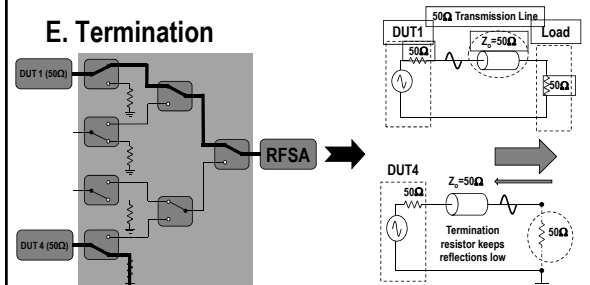 E. Termination
DUT 1 (50Ω)
RFSA
DUT 4 (50Ω)
50Ω Transmission Line
DUT1
Zo=50Ω
Load
50Ω
50Ω
DUT4
Zo=50Ω
50Ω
Termination
resistor keeps
reflections low
50Ω